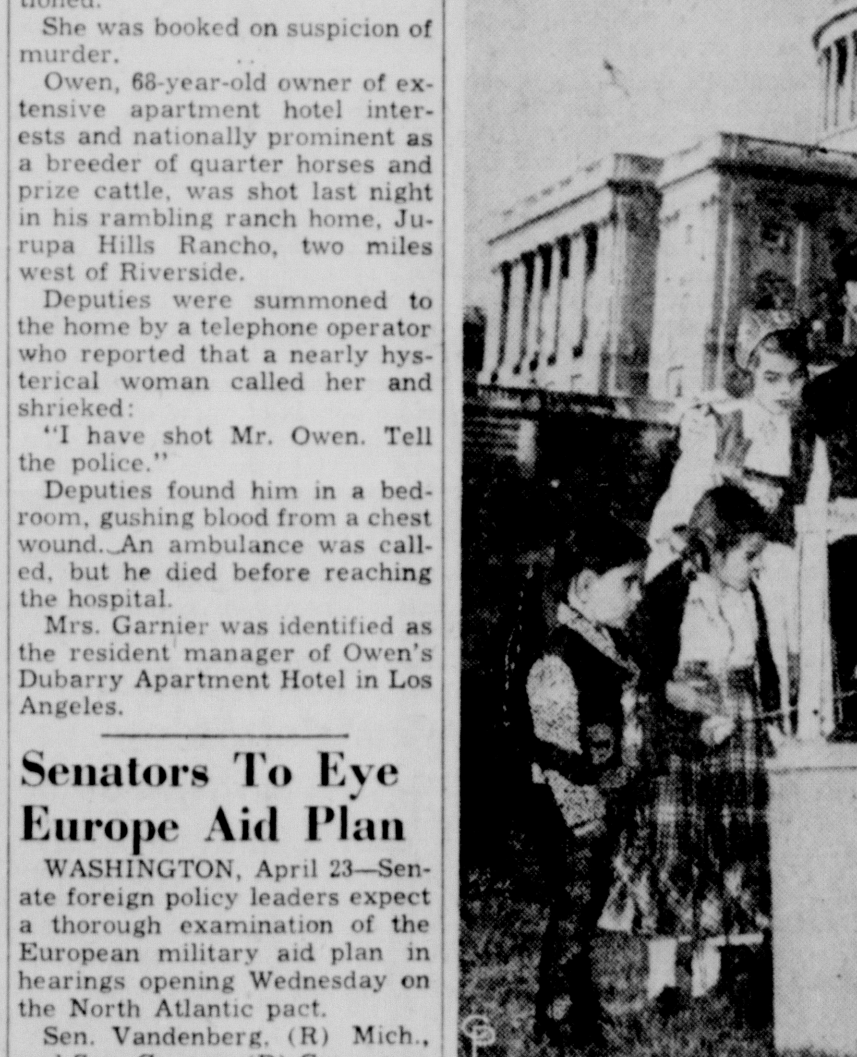 tioned.
She was booked on suspicion of
murder.
Owen, 68-year-old owner of ex-
tensive apartment hotel inter-
ests and nationally prominent as
a breeder of quarter horses and
prize cattle, was shot last night
in his rambling ranch home, Ju-
rupa Hills Rancho, two miles
west of Riverside.
Deputies were summoned to
the home by a telephone operator
who reported that a nearly hys-
terical woman called her and
shrieked:
"I have shot Mr. Owen. Tell
the police."
Deputies found him in a bed-
room, gushing blood from a chest
wound. An ambulance was call-
ed, but he died before reaching
the hospital.
Mrs. Garnier was identified as
the resident manager of Owen's
Dubarry Apartment Hotel in Los
Angeles.
Senators To Eye
Europe Aid Plan
WASHINGTON, April 23—Sen-
ate foreign policy leaders expect
a thorough examination of the
European military aid plan in
hearings opening Wednesday on
the North Atlantic pact.
Sen. Vandenberg, (R) Mich.,